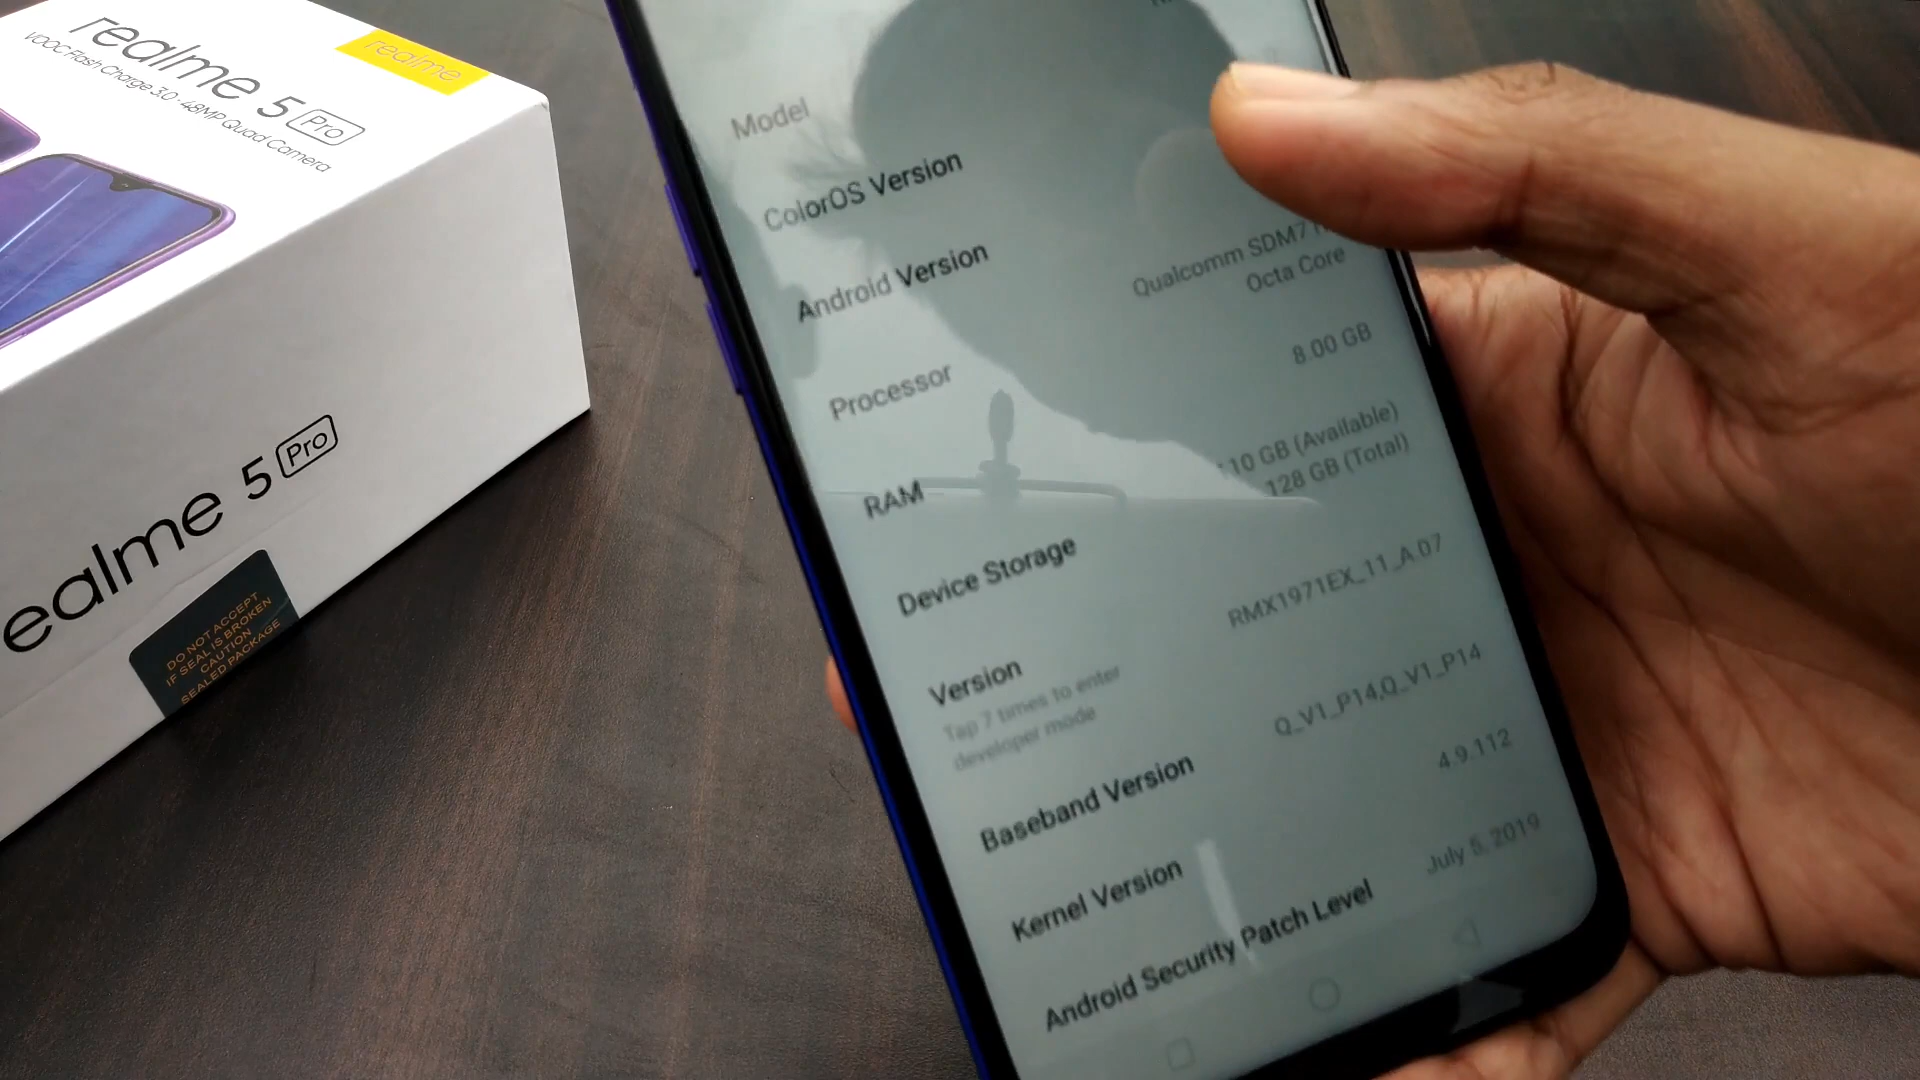 realme 5 Pro
VOOC Flash Charge 3.0 · 48MP Quad Camera
realme
ealme 5 Pro
DO NOT ACCEPT
IF SEAL IS BROKEN
CAUTION
SEALED PACKAGE
Model
ColorOS Version
Android Version
Processor
Qualcomm SDM7
Octa Core
RAM
8.00 GB
Device Storage
110 GB (Available)
128 GB (Total)
Version
Tap 7 times to enter
developer mode
RMX1971EX_11_A.07
Baseband Version
Q_V1_P14,Q_V1_P14
Kernel Version
4.9.112
Android Security Patch Level
July 5, 2019